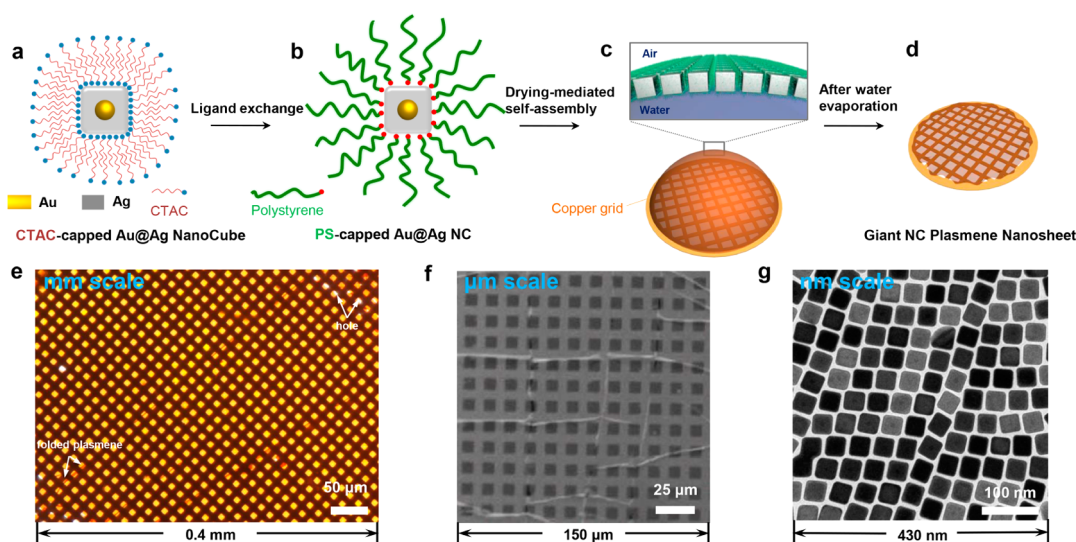 a
b
c
d
Air
Water
Ligand exchange
Drying-mediated
self-assembly
After water
evaporation
Au
Ag
CTAC
Polystyrene
Copper grid
CTAC-capped Au@Ag NanoCube
PS-capped Au@Ag NC
Giant NC Plasmene Nanosheet
e
mm scale
hole
folded plasmene
50 µm
0.4 mm
f
µm scale
25 µm
150 µm
g
nm scale
100 nm
430 nm